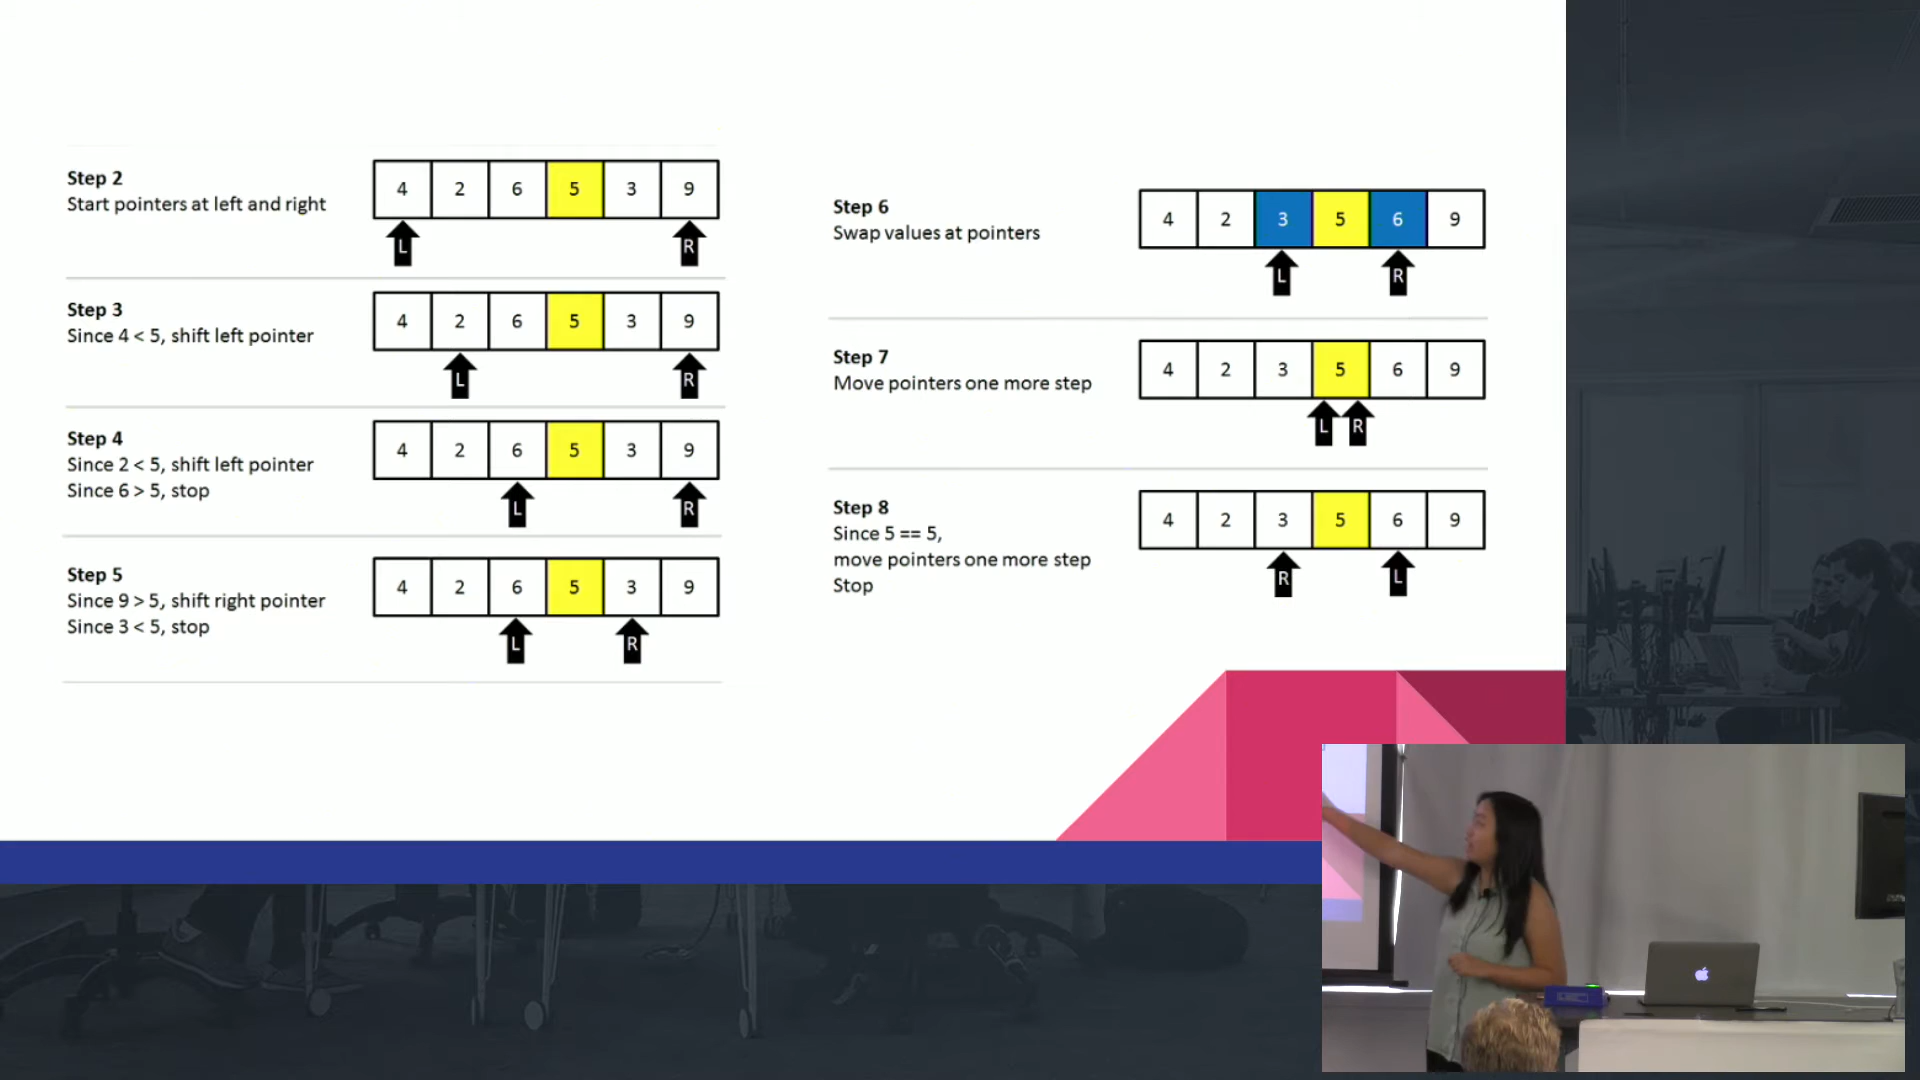 Step 2
Start pointers at left and right
4 2 6 5 3 9
L R
Step 3
Since 4 < 5, shift left pointer
4 2 6 5 3 9
L R
Step 4
Since 2 < 5, shift left pointer
Since 6 > 5, stop
4 2 6 5 3 9
L R
Step 5
Since 9 > 5, shift right pointer
Since 3 < 5, stop
4 2 6 5 3 9
L R
Step 6
Swap values at pointers
4 2 3 5 6 9
L R
Step 7
Move pointers one more step
4 2 3 5 6 9
L R
Step 8
Since 5 == 5,
move pointers one more step
Stop
4 2 3 5 6 9
R L